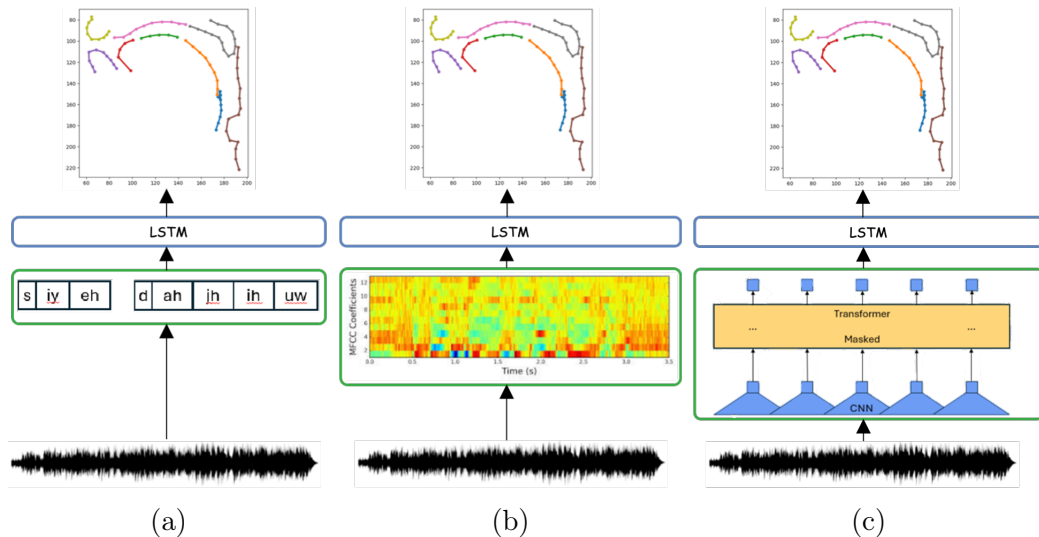 80
100
120
140
160
180
200
220
60 80 100 120 140 160 180 200
LSTM
s iy eh d ah jh ih uw
(a)
80
100
120
140
160
180
200
220
60 80 100 120 140 160 180 200
LSTM
MFCC Coefficients
12
10
8
6
4
2
0.0 0.5 1.0 1.5 2.0 2.5 3.0 3.5
Time (s)
(b)
80
100
120
140
160
180
200
220
60 80 100 120 140 160 180 200
LSTM
Transformer
... ...
Masked
CNN
(c)